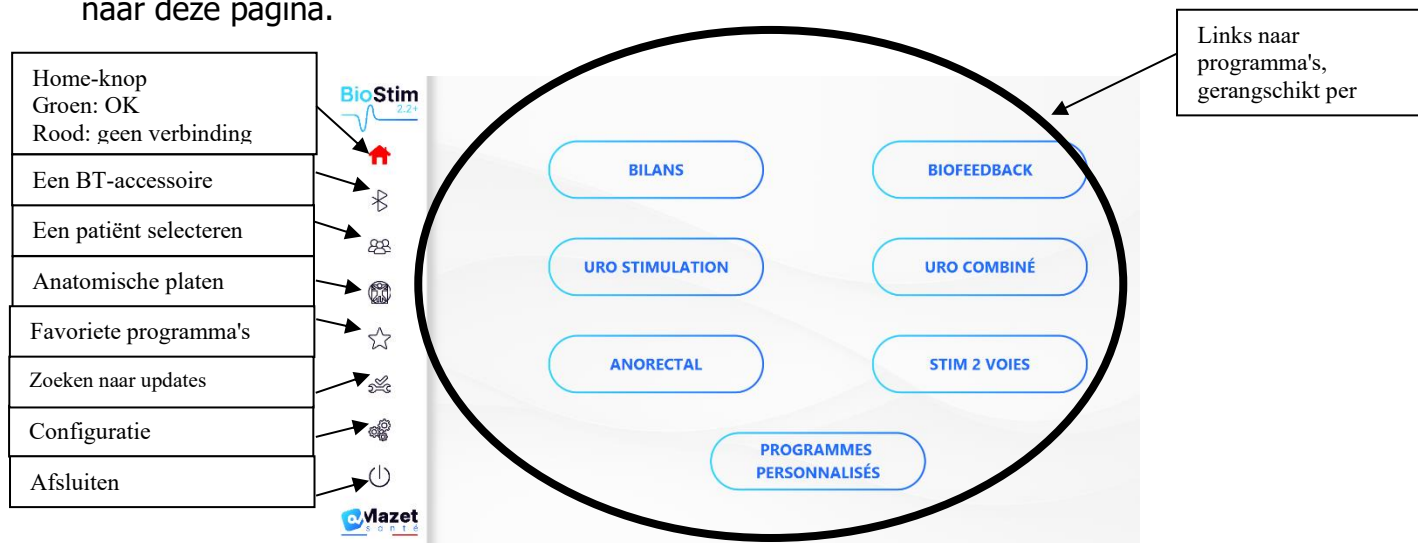 naar deze pagina.
Home-knop
Groen: OK
Rood: geen verbinding
Een BT-accessoire
Een patiënt selecteren
Anatomische platen
Favoriete programma's
Zoeken naar updates
Configuratie
Afsluiten
BioStim
2.2+
Mazet
santé
BILANS
BIOFEEDBACK
URO STIMULATION
URO COMBINÉ
ANORECTAL
STIM 2 VOIES
PROGRAMMES
PERSONNALISÉS
Links naar
programma's,
gerangschikt per